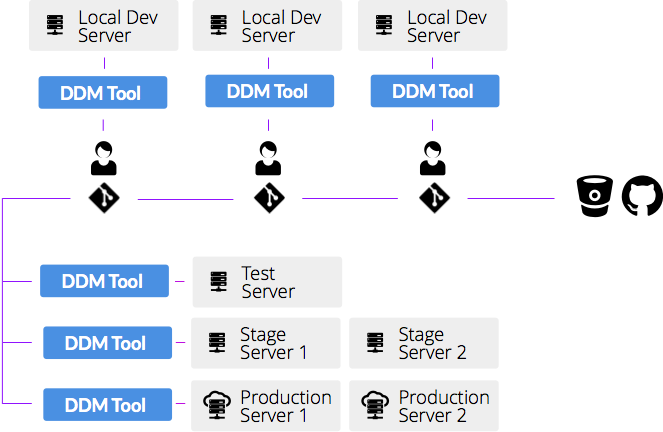 Local Dev
Server
Local Dev
Server
Local Dev
Server
DDM Tool
DDM Tool
DDM Tool
DDM Tool
Test
Server
DDM Tool
Stage
Server 1
Stage
Server 2
DDM Tool
Production
Server 1
Production
Server 2